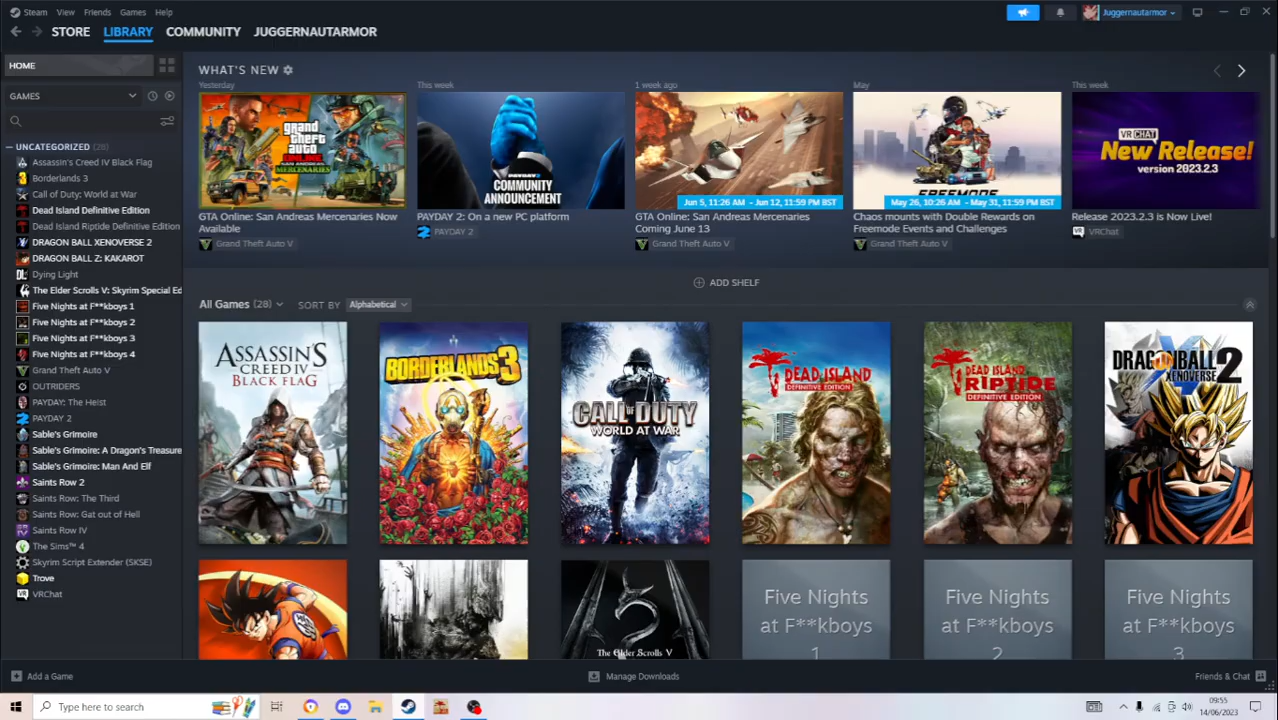 Steam View Friends Games Help
Juggernautarmor
STORE LIBRARY COMMUNITY JUGGERNAUTARMOR
HOME
GAMES
UNCATEGORIZED (28)
Assassin's Creed IV Black Flag
Borderlands 3
Call of Duty: World at War
Dead Island Definitive Edition
Dead Island Riptide Definitive Edition
DRAGON BALL XENOVERSE 2
DRAGON BALL Z: KAKAROT
Dying Light
The Elder Scrolls V: Skyrim Special Ed
Five Nights at F**kboys 1
Five Nights at F**kboys 2
Five Nights at F**kboys 3
Five Nights at F**kboys 4
Grand Theft Auto V
OUTRIDERS
PAYDAY: The Heist
PAYDAY 2
Sable's Grimoire
Sable's Grimoire: A Dragon's Treasure
Sable's Grimoire: Man And Elf
Saints Row 2
Saints Row: The Third
Saints Row: Gat out of Hell
Saints Row IV
The Sims™ 4
Skyrim Script Extender (SKSE)
Trove
VRChat
WHAT'S NEW
Yesterday
grand theft auto ONLINE
SAN ANDREAS MERCENARIES
GTA Online: San Andreas Mercenaries Now Available
Grand Theft Auto V
This week
PAYDAY 2
COMMUNITY ANNOUNCEMENT
PAYDAY 2: On a new PC platform
PAYDAY 2
1 week ago
Jun 5, 11:26 AM - Jun 12, 11:59 PM BST
GTA Online: San Andreas Mercenaries Coming June 13
Grand Theft Auto V
May
FREEMODE
May 26, 10:26 AM - May 31, 11:59 PM BST
Chaos mounts with Double Rewards on Freemode Events and Challenges
Grand Theft Auto V
This week
VRCHAT
New Release!
version 2023.2.3
Release 2023.2.3 is Now Live!
VRChat
ADD SHELF
All Games (28) SORT BY Alphabetical
ASSASSIN'S CREED IV
BLACK FLAG
BORDERLANDS 3
CALL OF DUTY
WORLD AT WAR
DEAD ISLAND
DEFINITIVE EDITION
DEAD ISLAND
RIPTIDE
DEFINITIVE EDITION
DRAGONBALL
XENOVERSE 2
The Elder Scrolls V
Five Nights
at F**kboys
1
Five Nights
at F**kboys
2
Five Nights
at F**kboys
3
Add a Game
Manage Downloads
Friends & Chat
Type here to search
09:55
14/06/2023